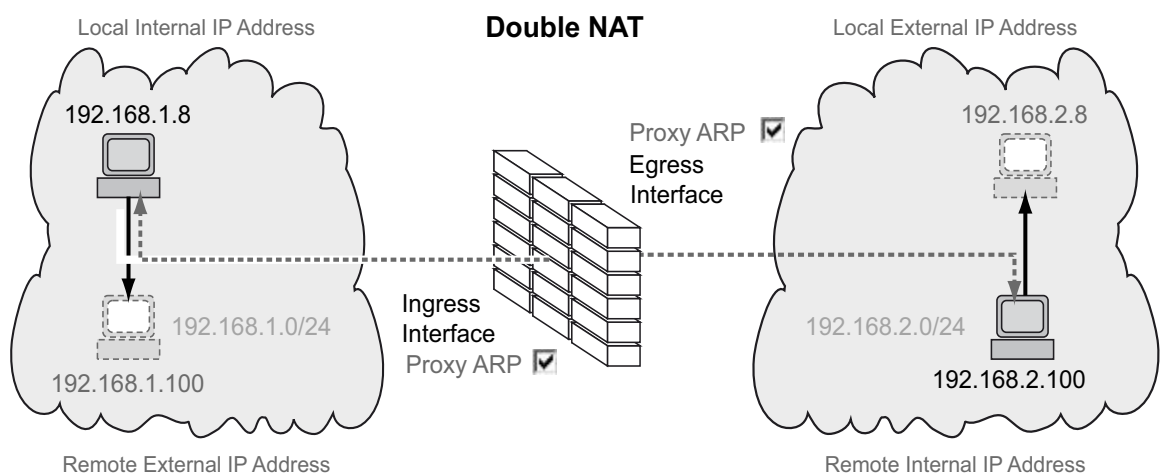 Local Internal IP Address
Double NAT
Local External IP Address
192.168.1.8
Proxy ARP
Egress
Interface
192.168.2.8
Ingress
Interface
Proxy ARP
192.168.1.0/24
192.168.1.100
192.168.2.0/24
192.168.2.100
Remote External IP Address
Remote Internal IP Address